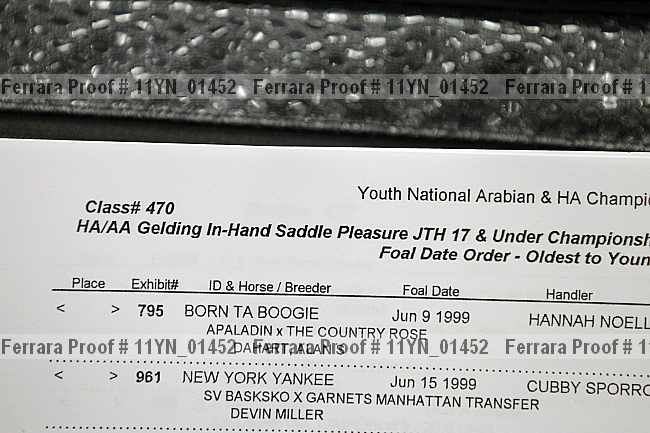 Ferrara Proof # 11YN_01452 Ferrara Proof # 11YN_01452 Ferrara Proof # 11YN
Youth National Arabian & HA Champi
Class# 470
HA/AA Gelding In-Hand Saddle Pleasure JTH 17 & Under Championsh
Foal Date Order - Oldest to Youn
Place Exhibit# ID & Horse / Breeder Foal Date Handler
< > 795 BORN TA BOOGIE Jun 9 1999 HANNAH NOELL
APALADIN x THE COUNTRY ROSE
Ferrara Proof # 11YN_01452 Ferrara Proof # 11YN_01452 Ferrara Proof # 11YN
< > 961 NEW YORK YANKEE Jun 15 1999 CUBBY SPORRO
SV BASKSKO X GARNETS MANHATTAN TRANSFER
DEVIN MILLER